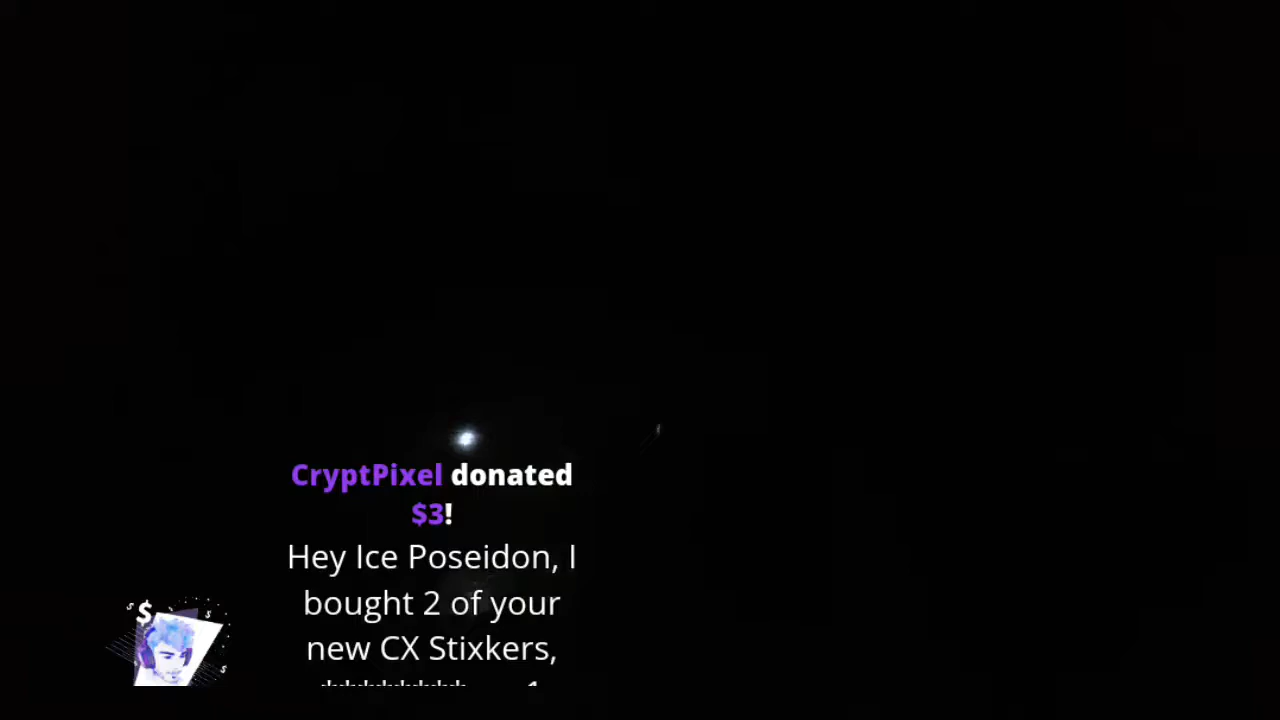 CryptPixel donated
$3!
Hey Ice Poseidon, I
bought 2 of your
new CX Stixkers,